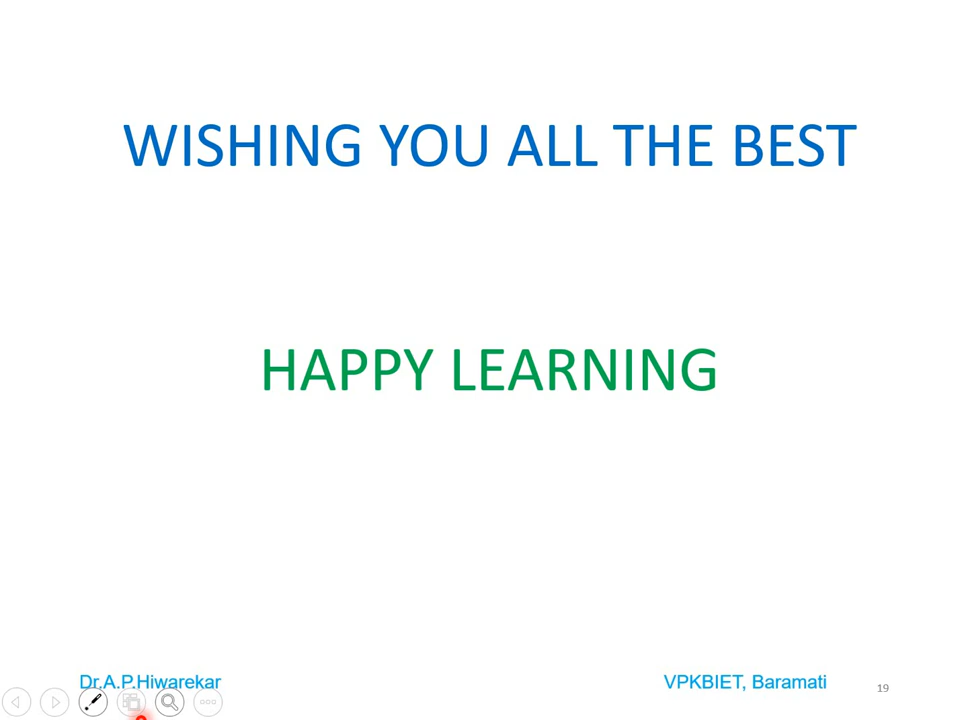 WISHING YOU ALL THE BEST
HAPPY LEARNING
Dr.A.P.Hiwarekar
VPKBIET, Baramati
19